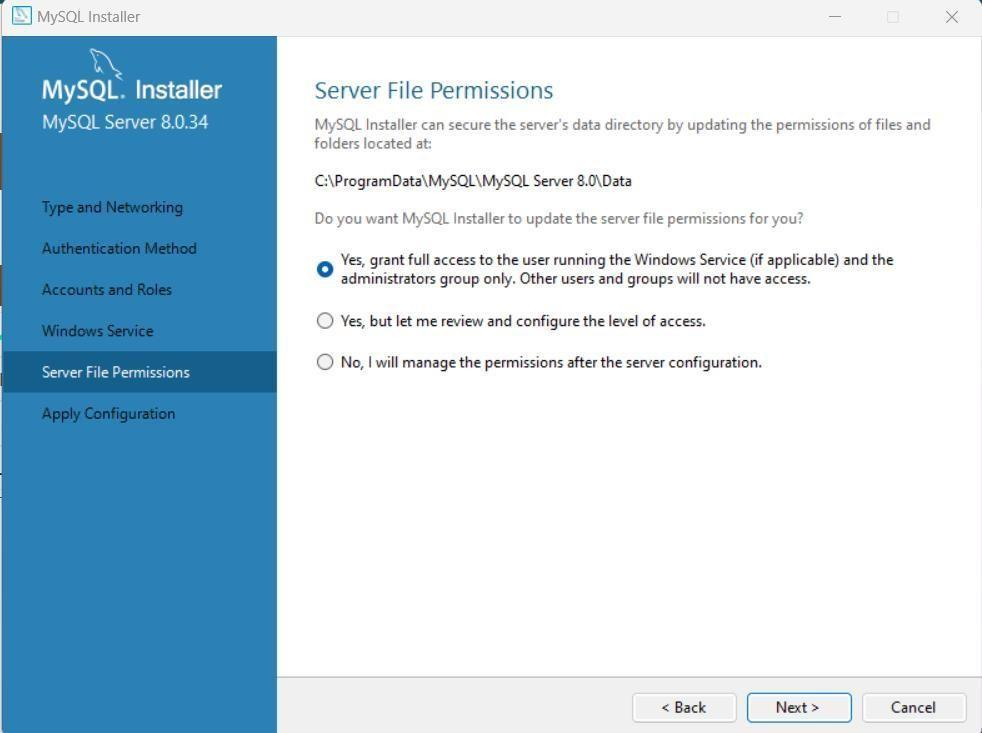 MySQL Installer
MySQL. Installer
MySQL Server 8.0.34
Type and Networking
Authentication Method
Accounts and Roles
Windows Service
Server File Permissions
Apply Configuration
Server File Permissions
MySQL Installer can secure the server's data directory by updating the permissions of files and
folders located at:
C:\ProgramData\MySQL\MySQL Server 8.0\Data
Do you want MySQL Installer to update the server file permissions for you?
Yes, grant full access to the user running the Windows Service (if applicable) and the
administrators group only. Other users and groups will not have access.
Yes, but let me review and configure the level of access.
No, I will manage the permissions after the server configuration.
< Back
Next >
Cancel